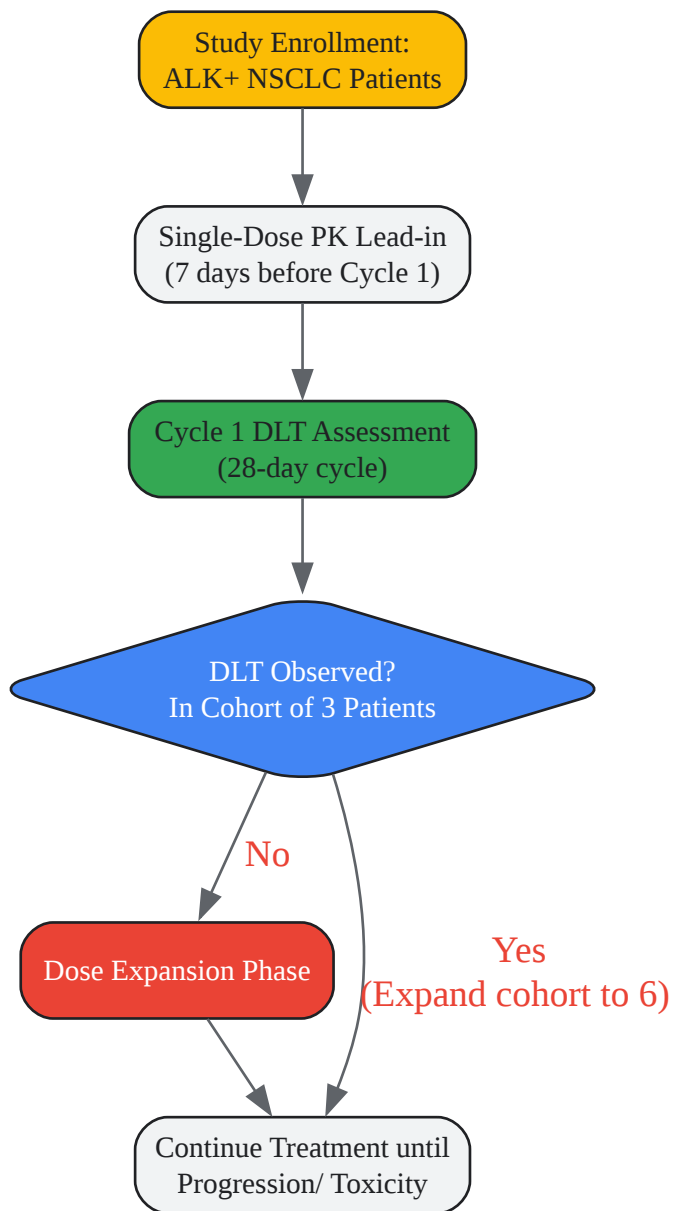 Study Enrollment:
ALK+ NSCLC Patients
Single-Dose PK Lead-in
(7 days before Cycle 1)
Cycle 1 DLT Assessment
(28-day cycle)
DLT Observed?
In Cohort of 3 Patients
No
Yes
(Expand cohort to 6)
Dose Expansion Phase
Continue Treatment until
Progression/ Toxicity